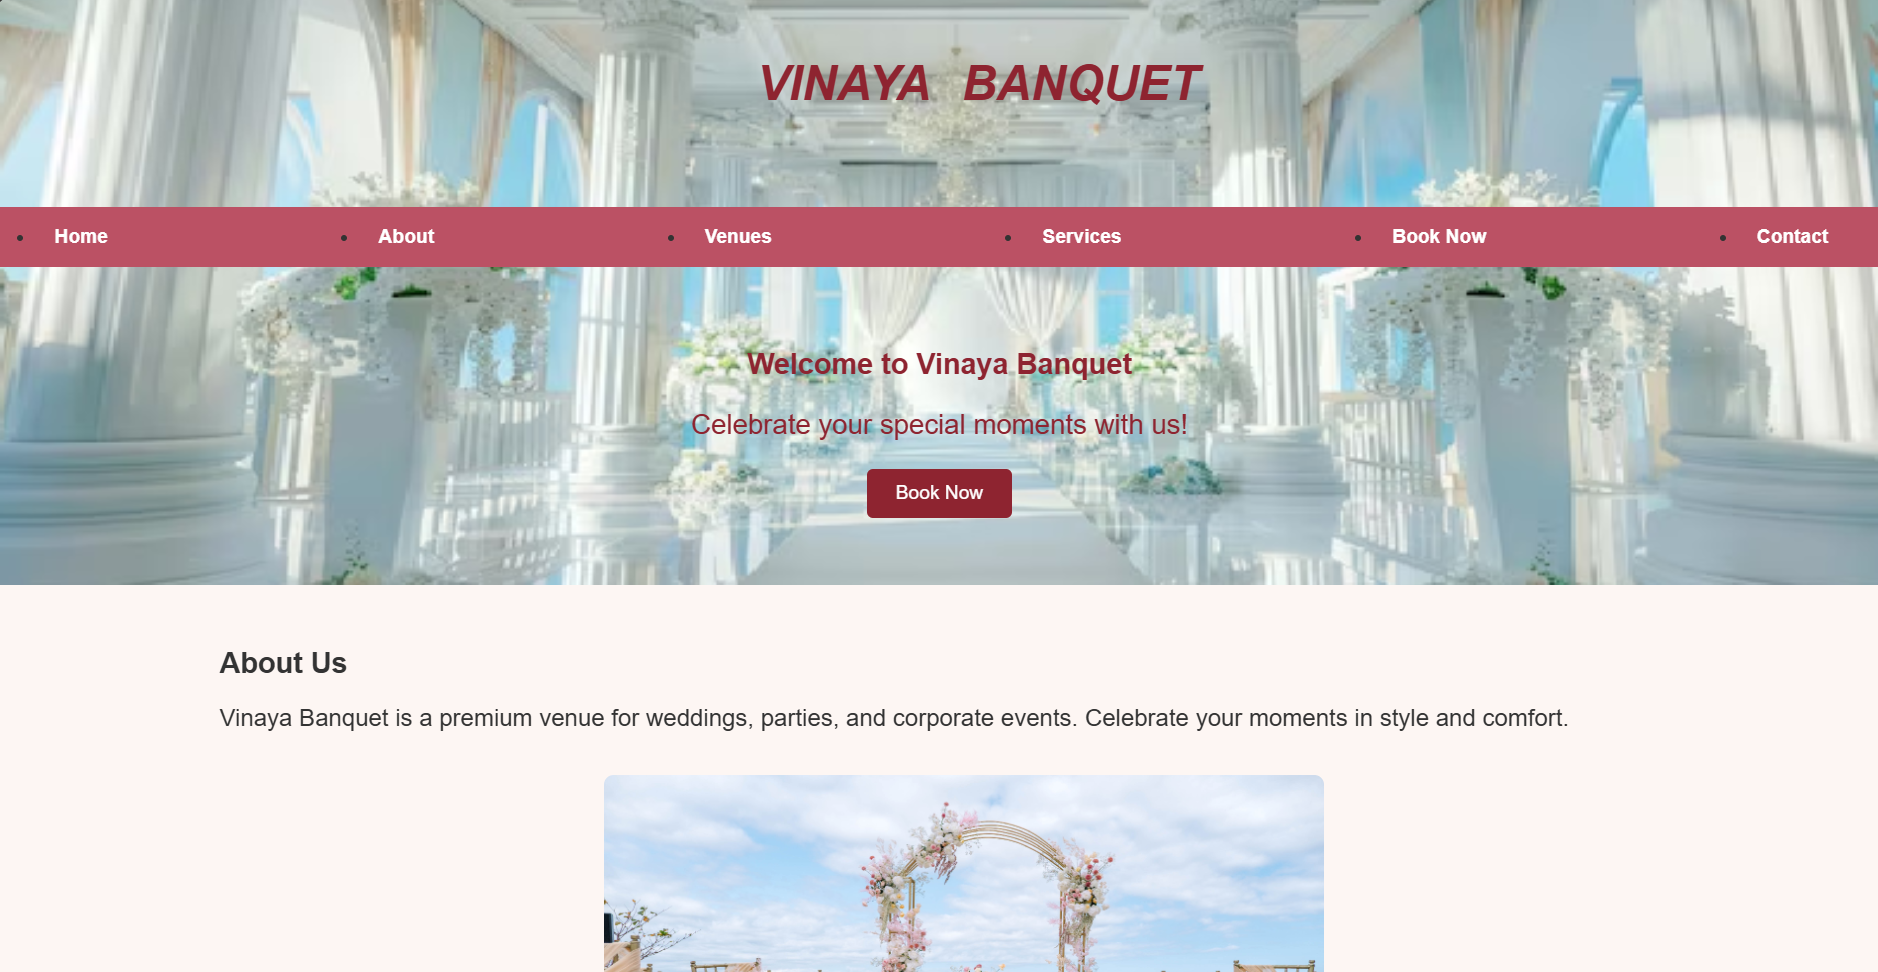 VINAYA BANQUET
Home About Venues Services Book Now Contact
Welcome to Vinaya Banquet
Celebrate your special moments with us!
Book Now
About Us
Vinaya Banquet is a premium venue for weddings, parties, and corporate events. Celebrate your moments in style and comfort.